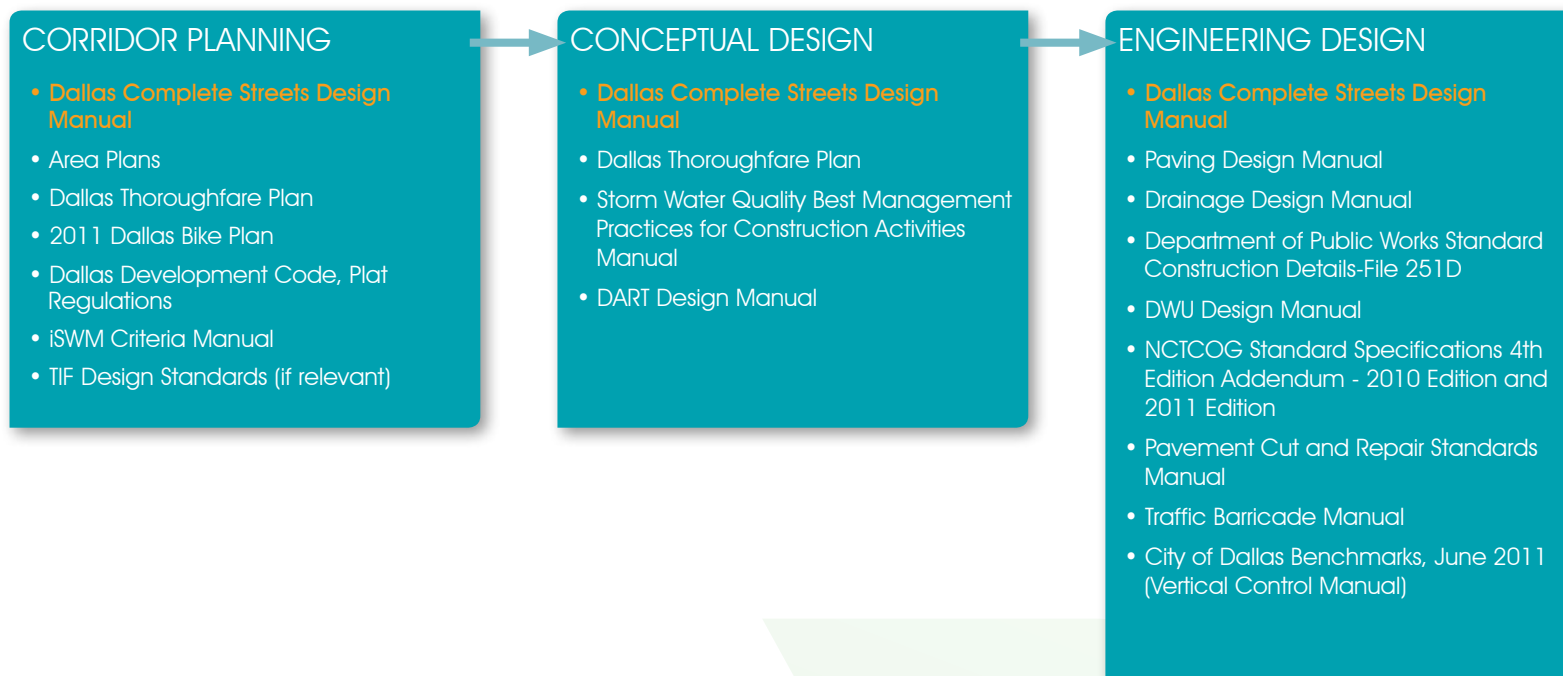 CORRIDOR PLANNING
• Dallas Complete Streets Design
Manual
• Area Plans
• Dallas Thoroughfare Plan
• 2011 Dallas Bike Plan
• Dallas Development Code, Plat
Regulations
• iSWM Criteria Manual
• TIF Design Standards (if relevant)
CONCEPTUAL DESIGN
• Dallas Complete Streets Design
Manual
• Dallas Thoroughfare Plan
• Storm Water Quality Best Management
Practices for Construction Activities
Manual
• DART Design Manual
ENGINEERING DESIGN
• Dallas Complete Streets Design
Manual
• Paving Design Manual
• Drainage Design Manual
• Department of Public Works Standard
Construction Details-File 251D
• DWU Design Manual
• NCTCOG Standard Specifications 4th
Edition Addendum - 2010 Edition and
2011 Edition
• Pavement Cut and Repair Standards
Manual
• Traffic Barricade Manual
• City of Dallas Benchmarks, June 2011
(Vertical Control Manual)